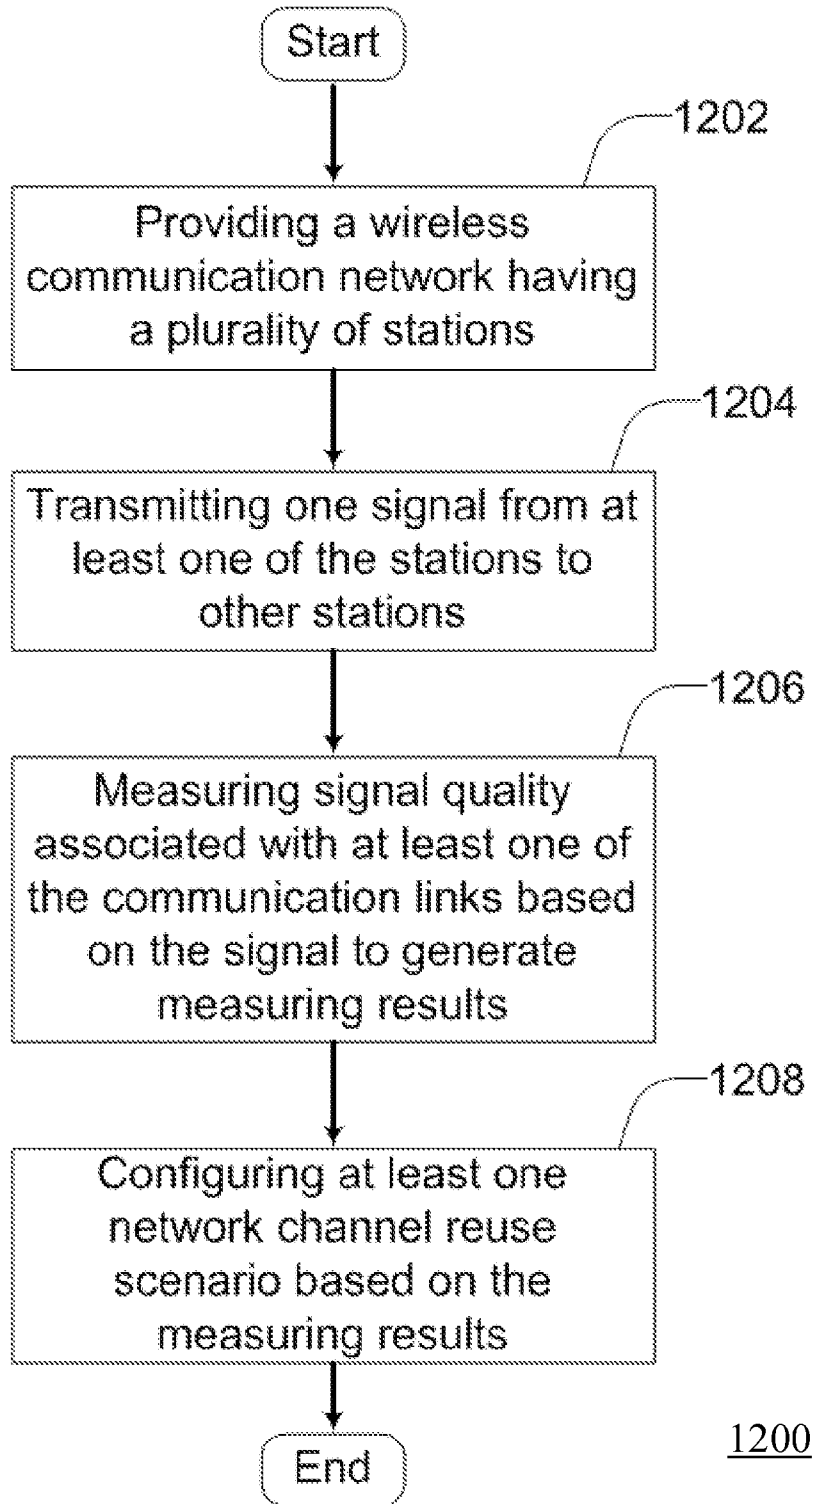 Start
1202
Providing a wireless
communication network having
a plurality of stations
1204
Transmitting one signal from at
least one of the stations to
other stations
1206
Measuring signal quality
associated with at least one of
the communication links based
on the signal to generate
measuring results
1208
Configuring at least one
network channel reuse
scenario based on the
measuring results
End
1200